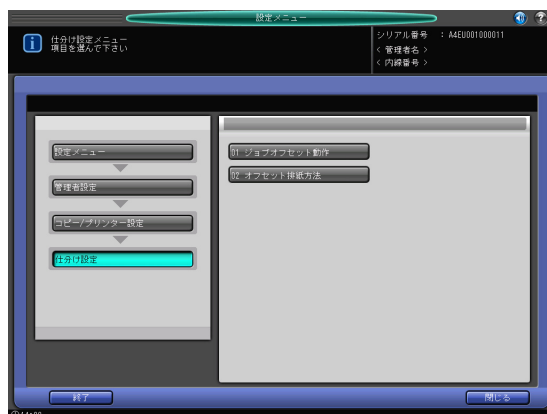 設定メニュー
仕分け設定メニュー
項目を選んで下さい
シリアル番号 : A4EU001000011
< 管理者名 >
< 内線番号 >
設定メニュー
管理者設定
コピー/プリンター設定
仕分け設定
01 ジョブオフセット動作
02 オフセット排紙方法
終了
閉じる